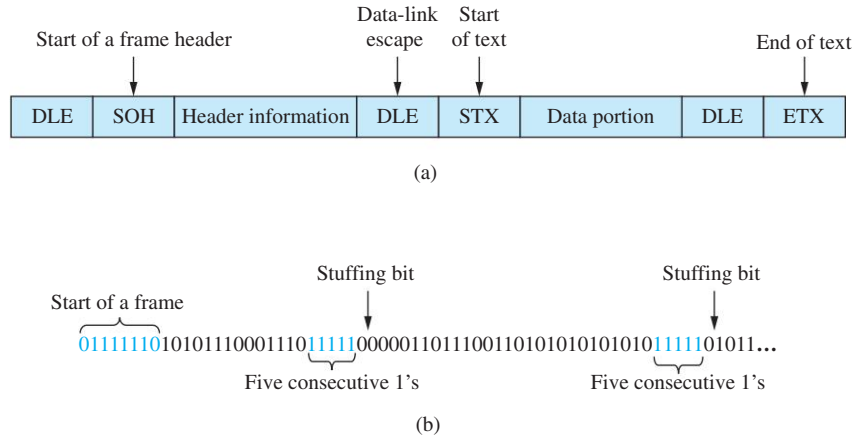 Data-link Start
Start of a frame header escape of text End of text
DLE SOH Header information DLE STX Data portion DLE ETX
(a)
Stuffing bit Stuffing bit
Start of a frame
01111110101011100011101111100000011011100110101010101010111110101​1...
Five consecutive 1's Five consecutive 1's
(b)